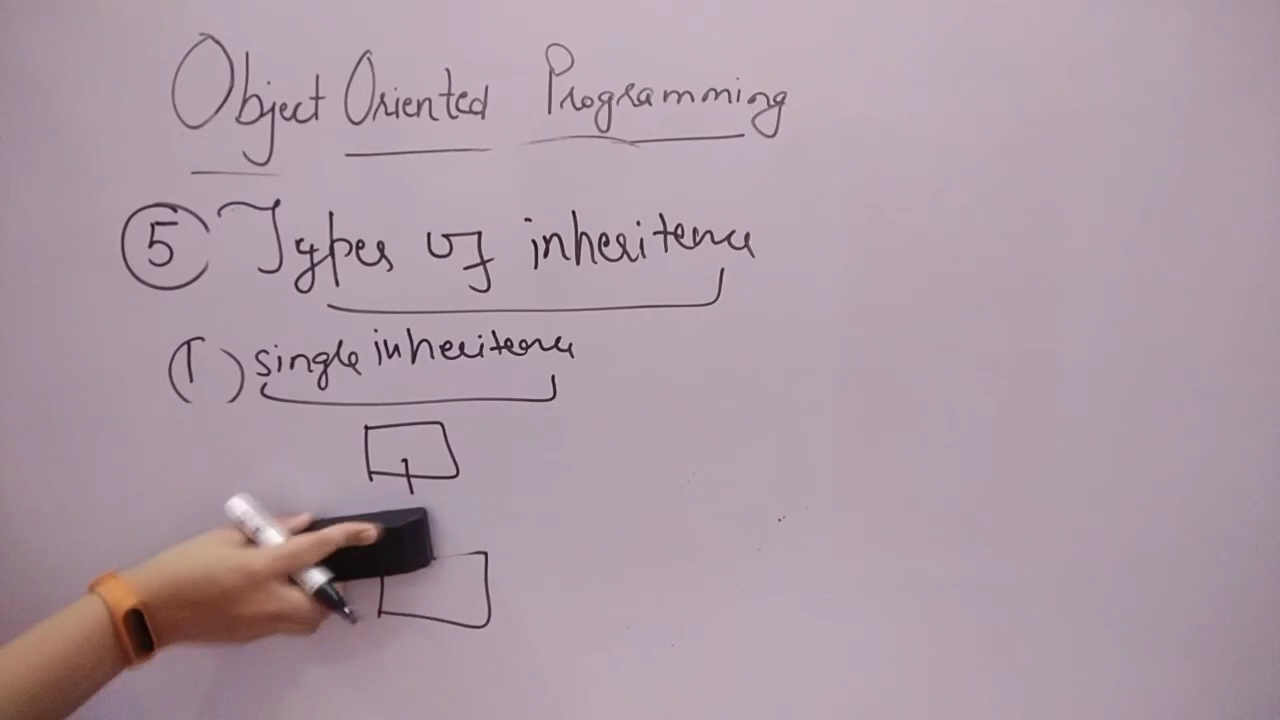 Object Oriented Programming
5 Types of inheritence
(1) single inheritence